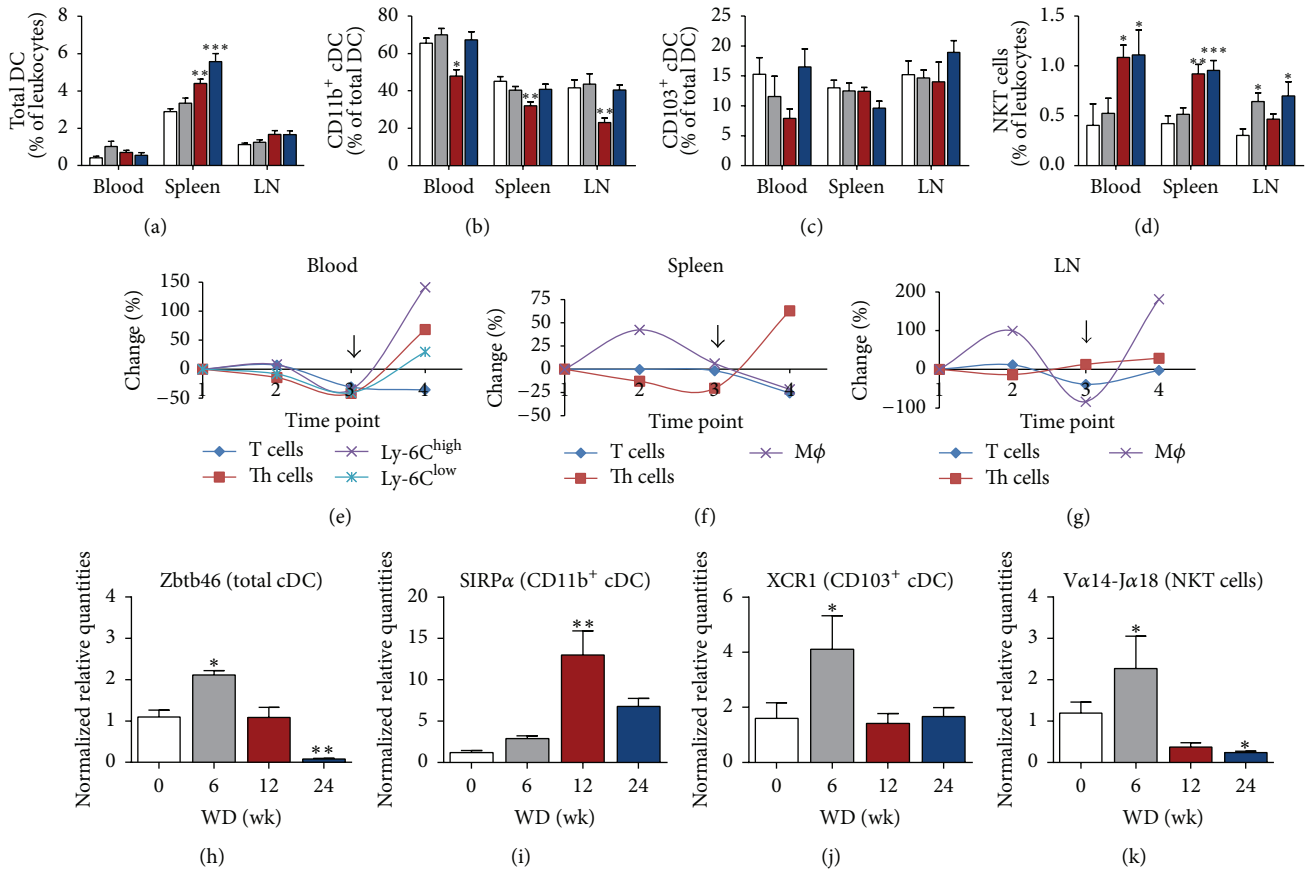 Total DC
(% of leukocytes)
8
6
4
2
0
***
**
Blood
Spleen
LN
(a)
CD11b⁺ cDC
(% of total DC)
80
60
40
20
0
*
**
**
Blood
Spleen
LN
(b)
CD103⁺ cDC
(% of total DC)
25
20
15
10
5
0
Blood
Spleen
LN
(c)
NKT cells
(% of leukocytes)
1.5
1.0
0.5
0.0
* *
** ***
* *
Blood
Spleen
LN
(d)
Blood
Change (%)
150
100
50
0
−50
1 2 3 4
Time point
T cells
Th cells
Ly-6Cʰⁱᵍʰ
Ly-6Cˡᵒʷ
(e)
Spleen
Change (%)
75
50
25
0
−25
−50
1 2 3 4
Time point
T cells
Th cells
Mϕ
(f)
LN
Change (%)
200
100
0
−100
1 2 3 4
Time point
T cells
Th cells
Mϕ
(g)
Zbtb46 (total cDC)
Normalized relative quantities
4
3
2
1
0
*
**
0 6 12 24
WD (wk)
(h)
SIRPα (CD11b⁺ cDC)
Normalized relative quantities
20
15
10
5
0
**
0 6 12 24
WD (wk)
(i)
XCR1 (CD103⁺ cDC)
Normalized relative quantities
6
4
2
0
*
0 6 12 24
WD (wk)
(j)
Vα14-Jα18 (NKT cells)
Normalized relative quantities
4
3
2
1
0
*
*
0 6 12 24
WD (wk)
(k)